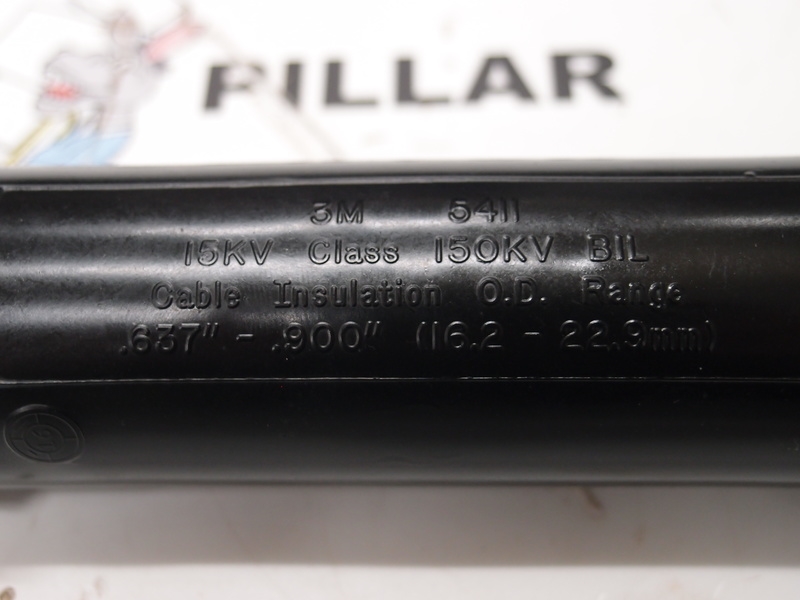 PILLAR
3M 5411
15KV Class 150KV BIL
Cable Insulation O.D. Range
.637" - .900" (16.2 - 22.9mm)